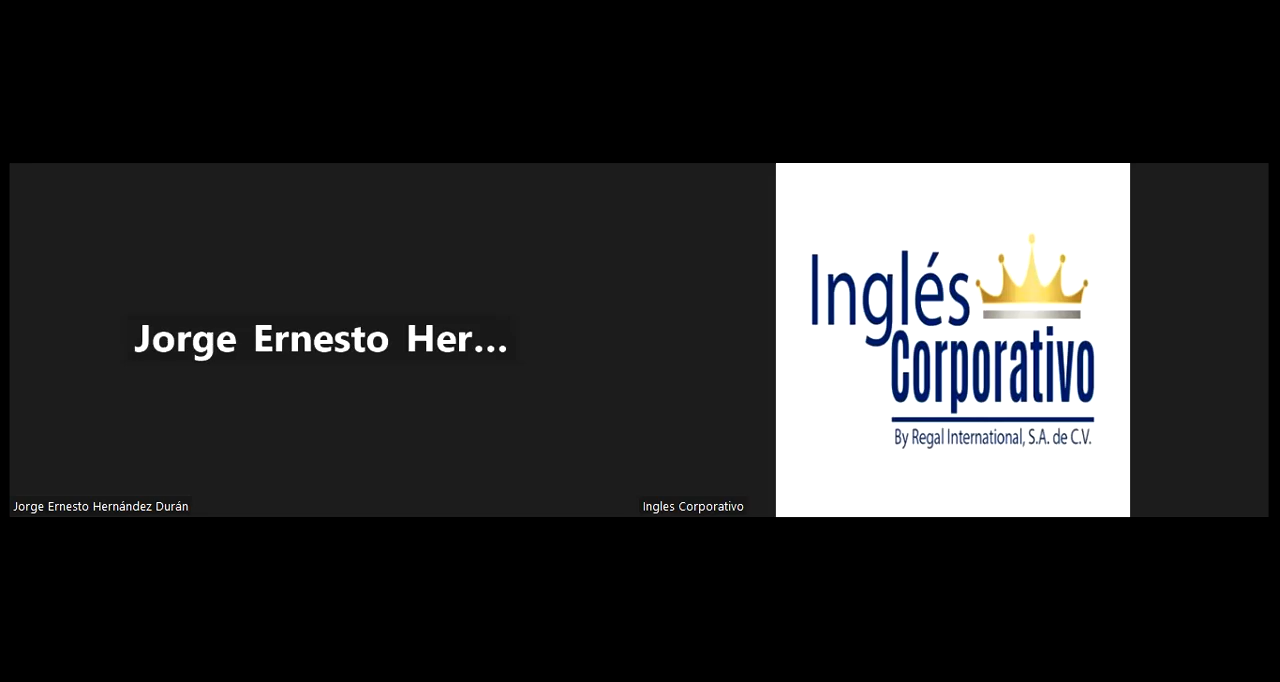 Jorge Ernesto Her...
Jorge Ernesto Hernández Durán
Ingles Corporativo
Inglés
Corporativo
By Regal International, S.A. de C.V.